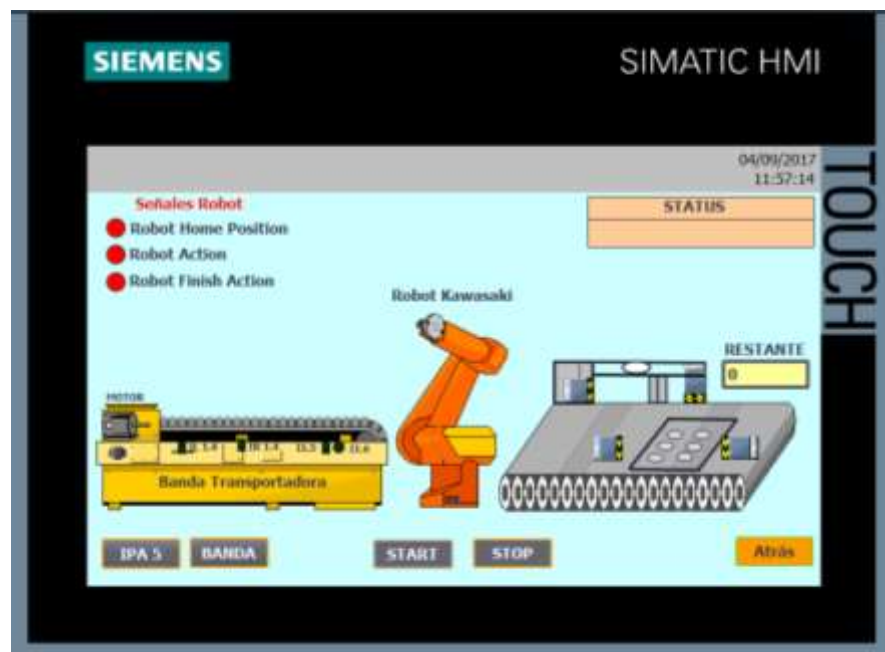 SIEMENS
SIMATIC HMI
TOUCH
04/09/2017
11:57:14
Señales Robot
Robot Home Position
Robot Action
Robot Finish Action
STATUS
Robot Kawasaki
RESTANTE
0
MOTOR
Banda Transportadora
IPA 5
BANDA
START
STOP
Atrás